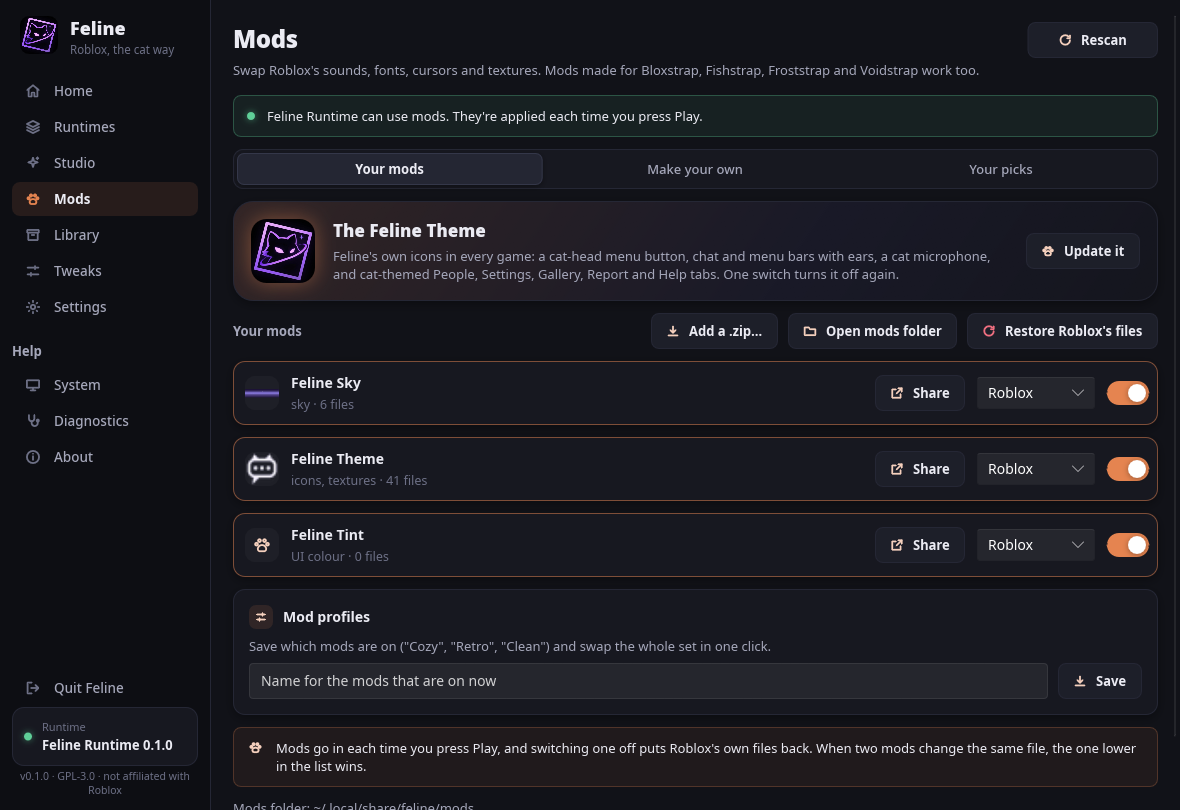 Feline
Roblox, the cat way
Home
Runtimes
Studio
Mods
Library
Tweaks
Settings
Help
System
Diagnostics
About
Quit Feline
Runtime
Feline Runtime 0.1.0
v0.1.0 · GPL-3.0 · not affiliated with
Roblox
Mods
Rescan
Swap Roblox's sounds, fonts, cursors and textures. Mods made for Bloxstrap, Fishstrap, Froststrap and Voidstrap work too.
Feline Runtime can use mods. They're applied each time you press Play.
Your mods
Make your own
Your picks
The Feline Theme
Feline's own icons in every game: a cat-head menu button, chat and menu bars with ears, a cat microphone,
and cat-themed People, Settings, Gallery, Report and Help tabs. One switch turns it off again.
Update it
Your mods
Add a .zip...
Open mods folder
Restore Roblox's files
Feline Sky
sky · 6 files
Share
Roblox
Feline Theme
icons, textures · 41 files
Share
Roblox
Feline Tint
UI colour · 0 files
Share
Roblox
Mod profiles
Save which mods are on ("Cozy", "Retro", "Clean") and swap the whole set in one click.
Name for the mods that are on now
Save
Mods go in each time you press Play, and switching one off puts Roblox's own files back. When two mods change the same file, the one lower
in the list wins.
Mods folder: ~/.local/share/feline/mods